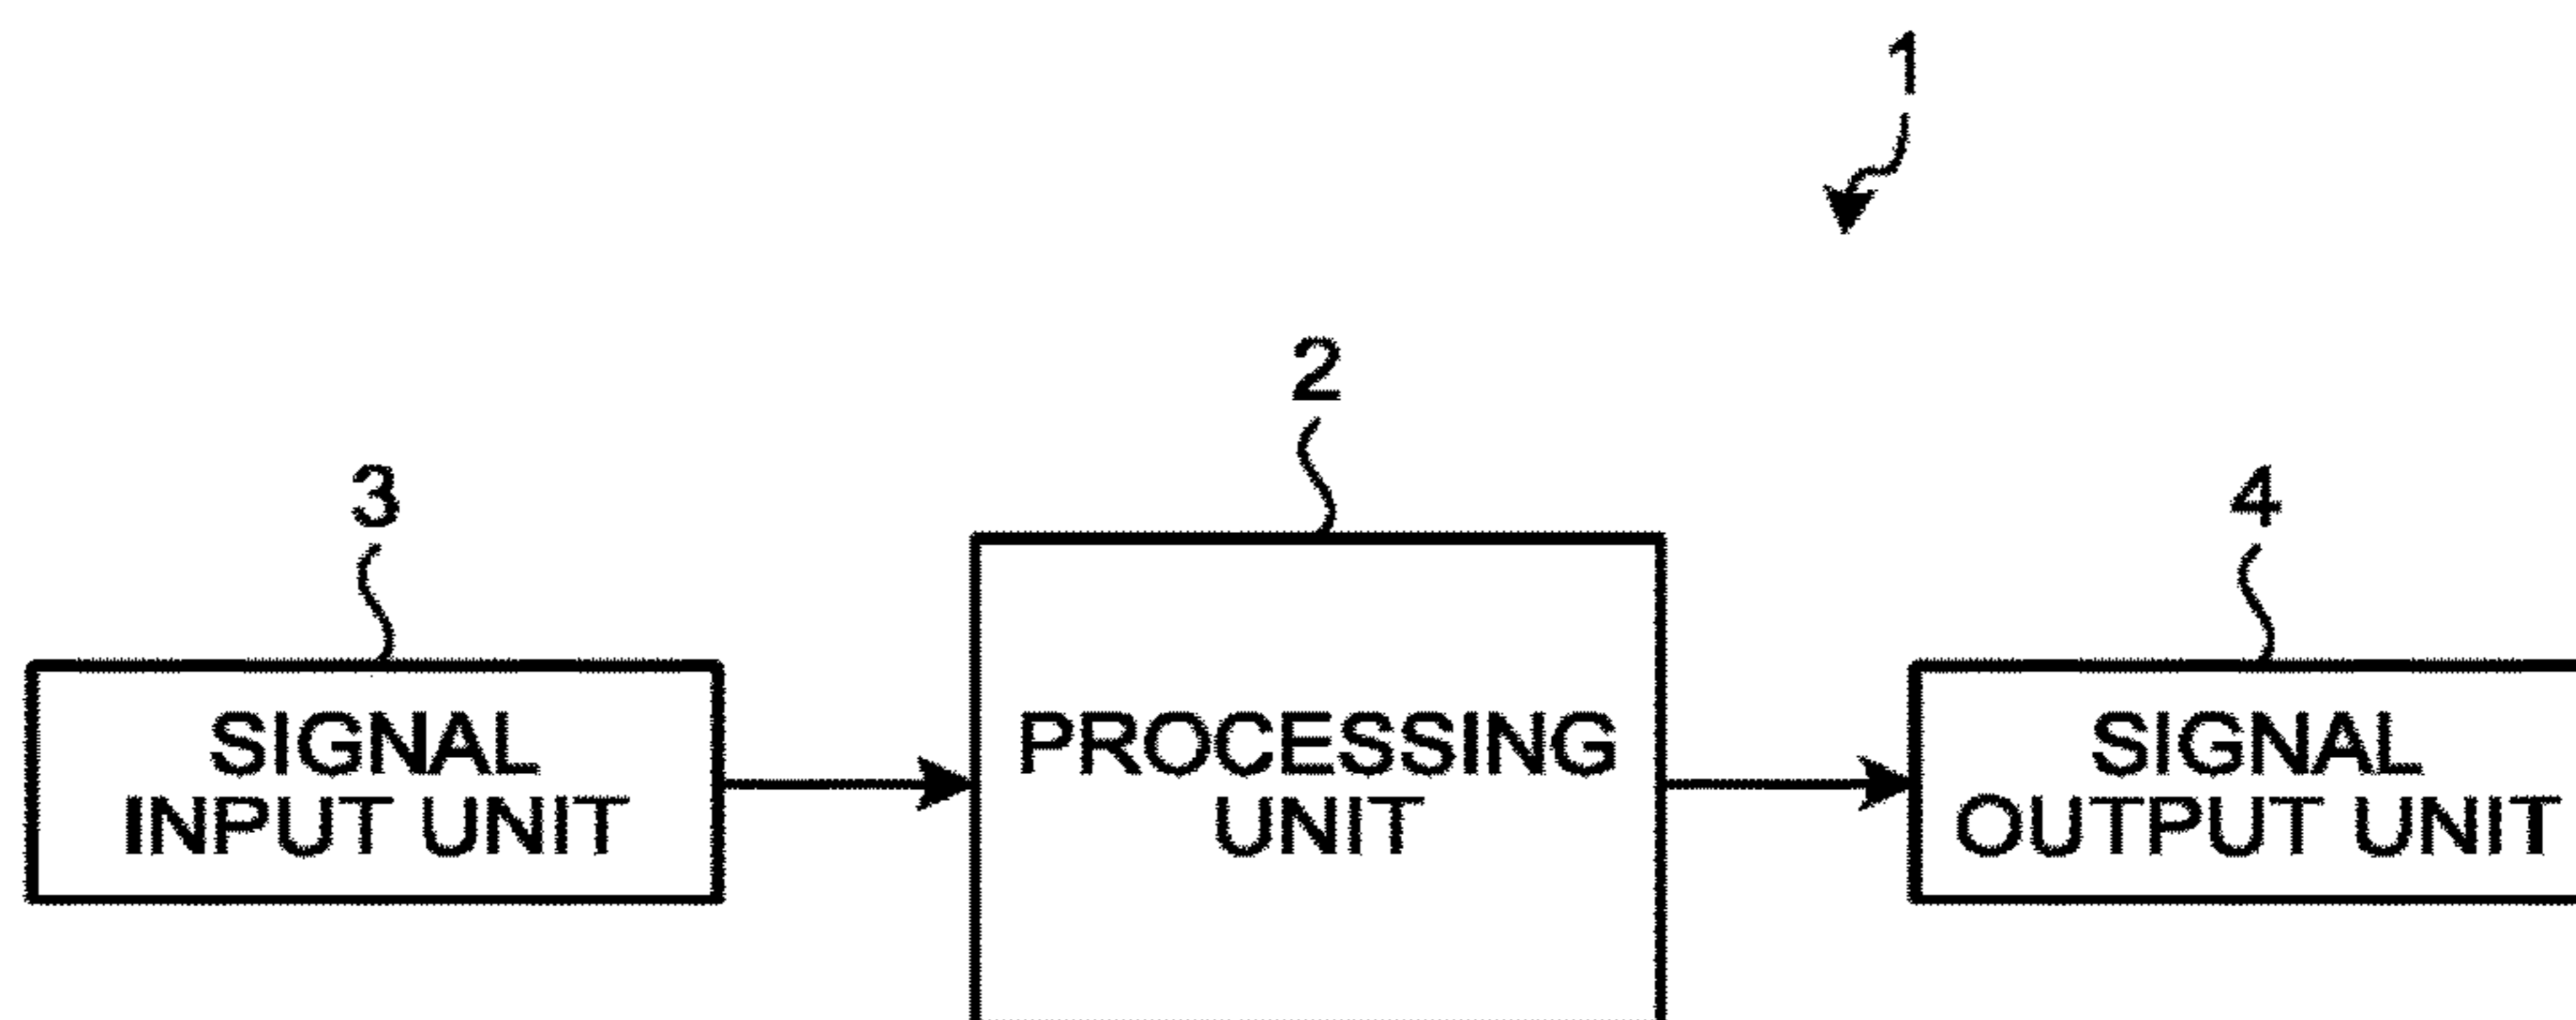 1
2
3
4
SIGNAL
INPUT UNIT
PROCESSING
UNIT
SIGNAL
OUTPUT UNIT